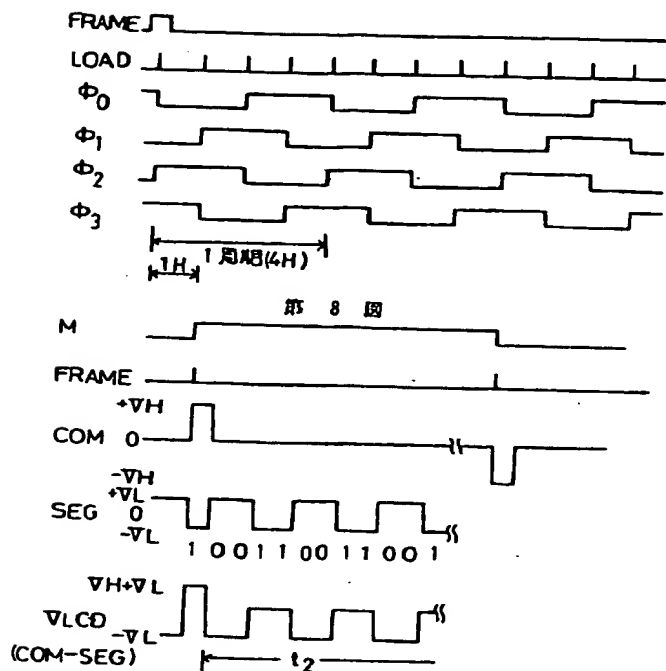 FRAME
LOAD
Φ0
Φ1
Φ2
Φ3
1周期(4H)
1H
第 8 図
M
FRAME
+VH
COM 0
-VH
+VL
SEG 0
-VL
1 0 0 1 1 0 0 1 1 0 0 1
VH+VL
VLCD
-VL
(COM-SEG)
t2